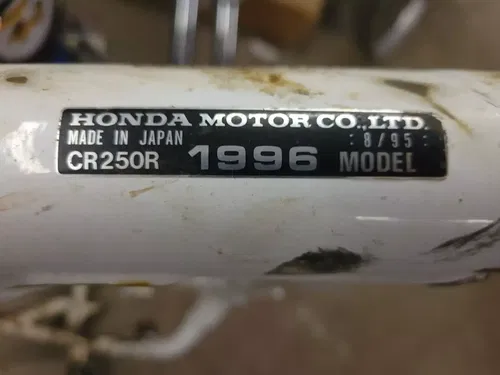 HONDA MOTOR CO.,LTD.
MADE IN JAPAN :8/95:
CR250R 1996 MODEL